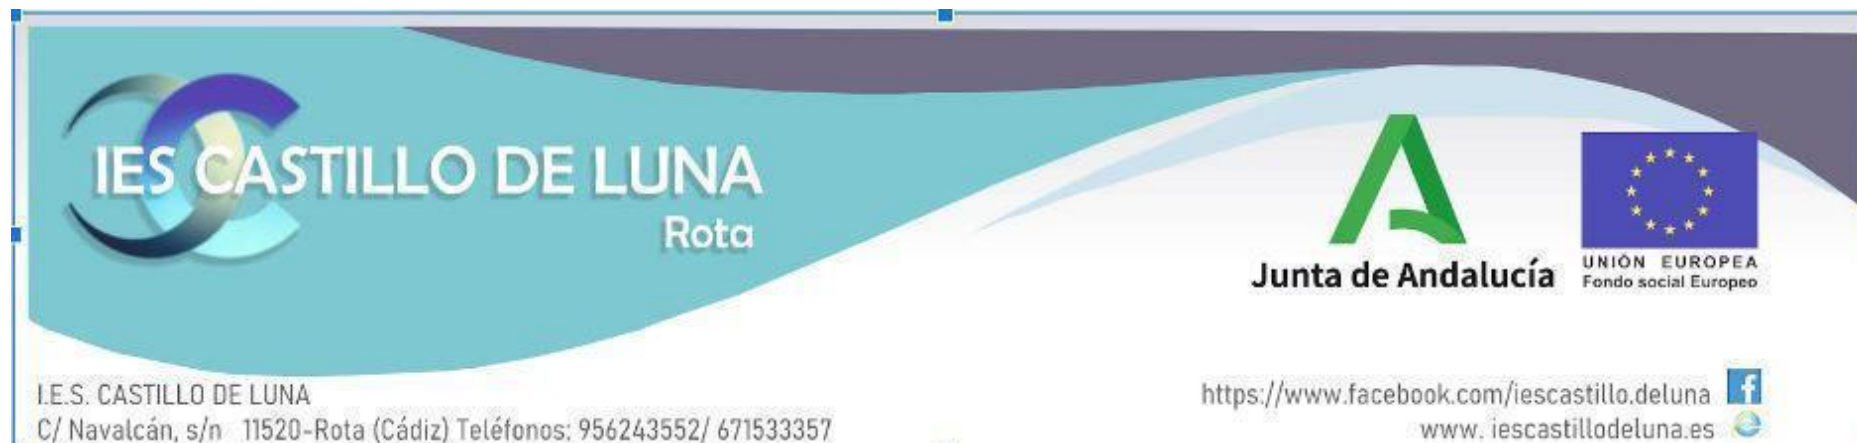 IES CASTILLO DE LUNA
Rota
Junta de Andalucía
UNIÓN EUROPEA
Fondo social Europeo
I.E.S. CASTILLO DE LUNA
C/ Navalcán, s/n 11520-Rota (Cádiz) Teléfonos: 956243552/ 671533357
https://www.facebook.com/iescastillo.deluna
www. iescastillodeluna.es